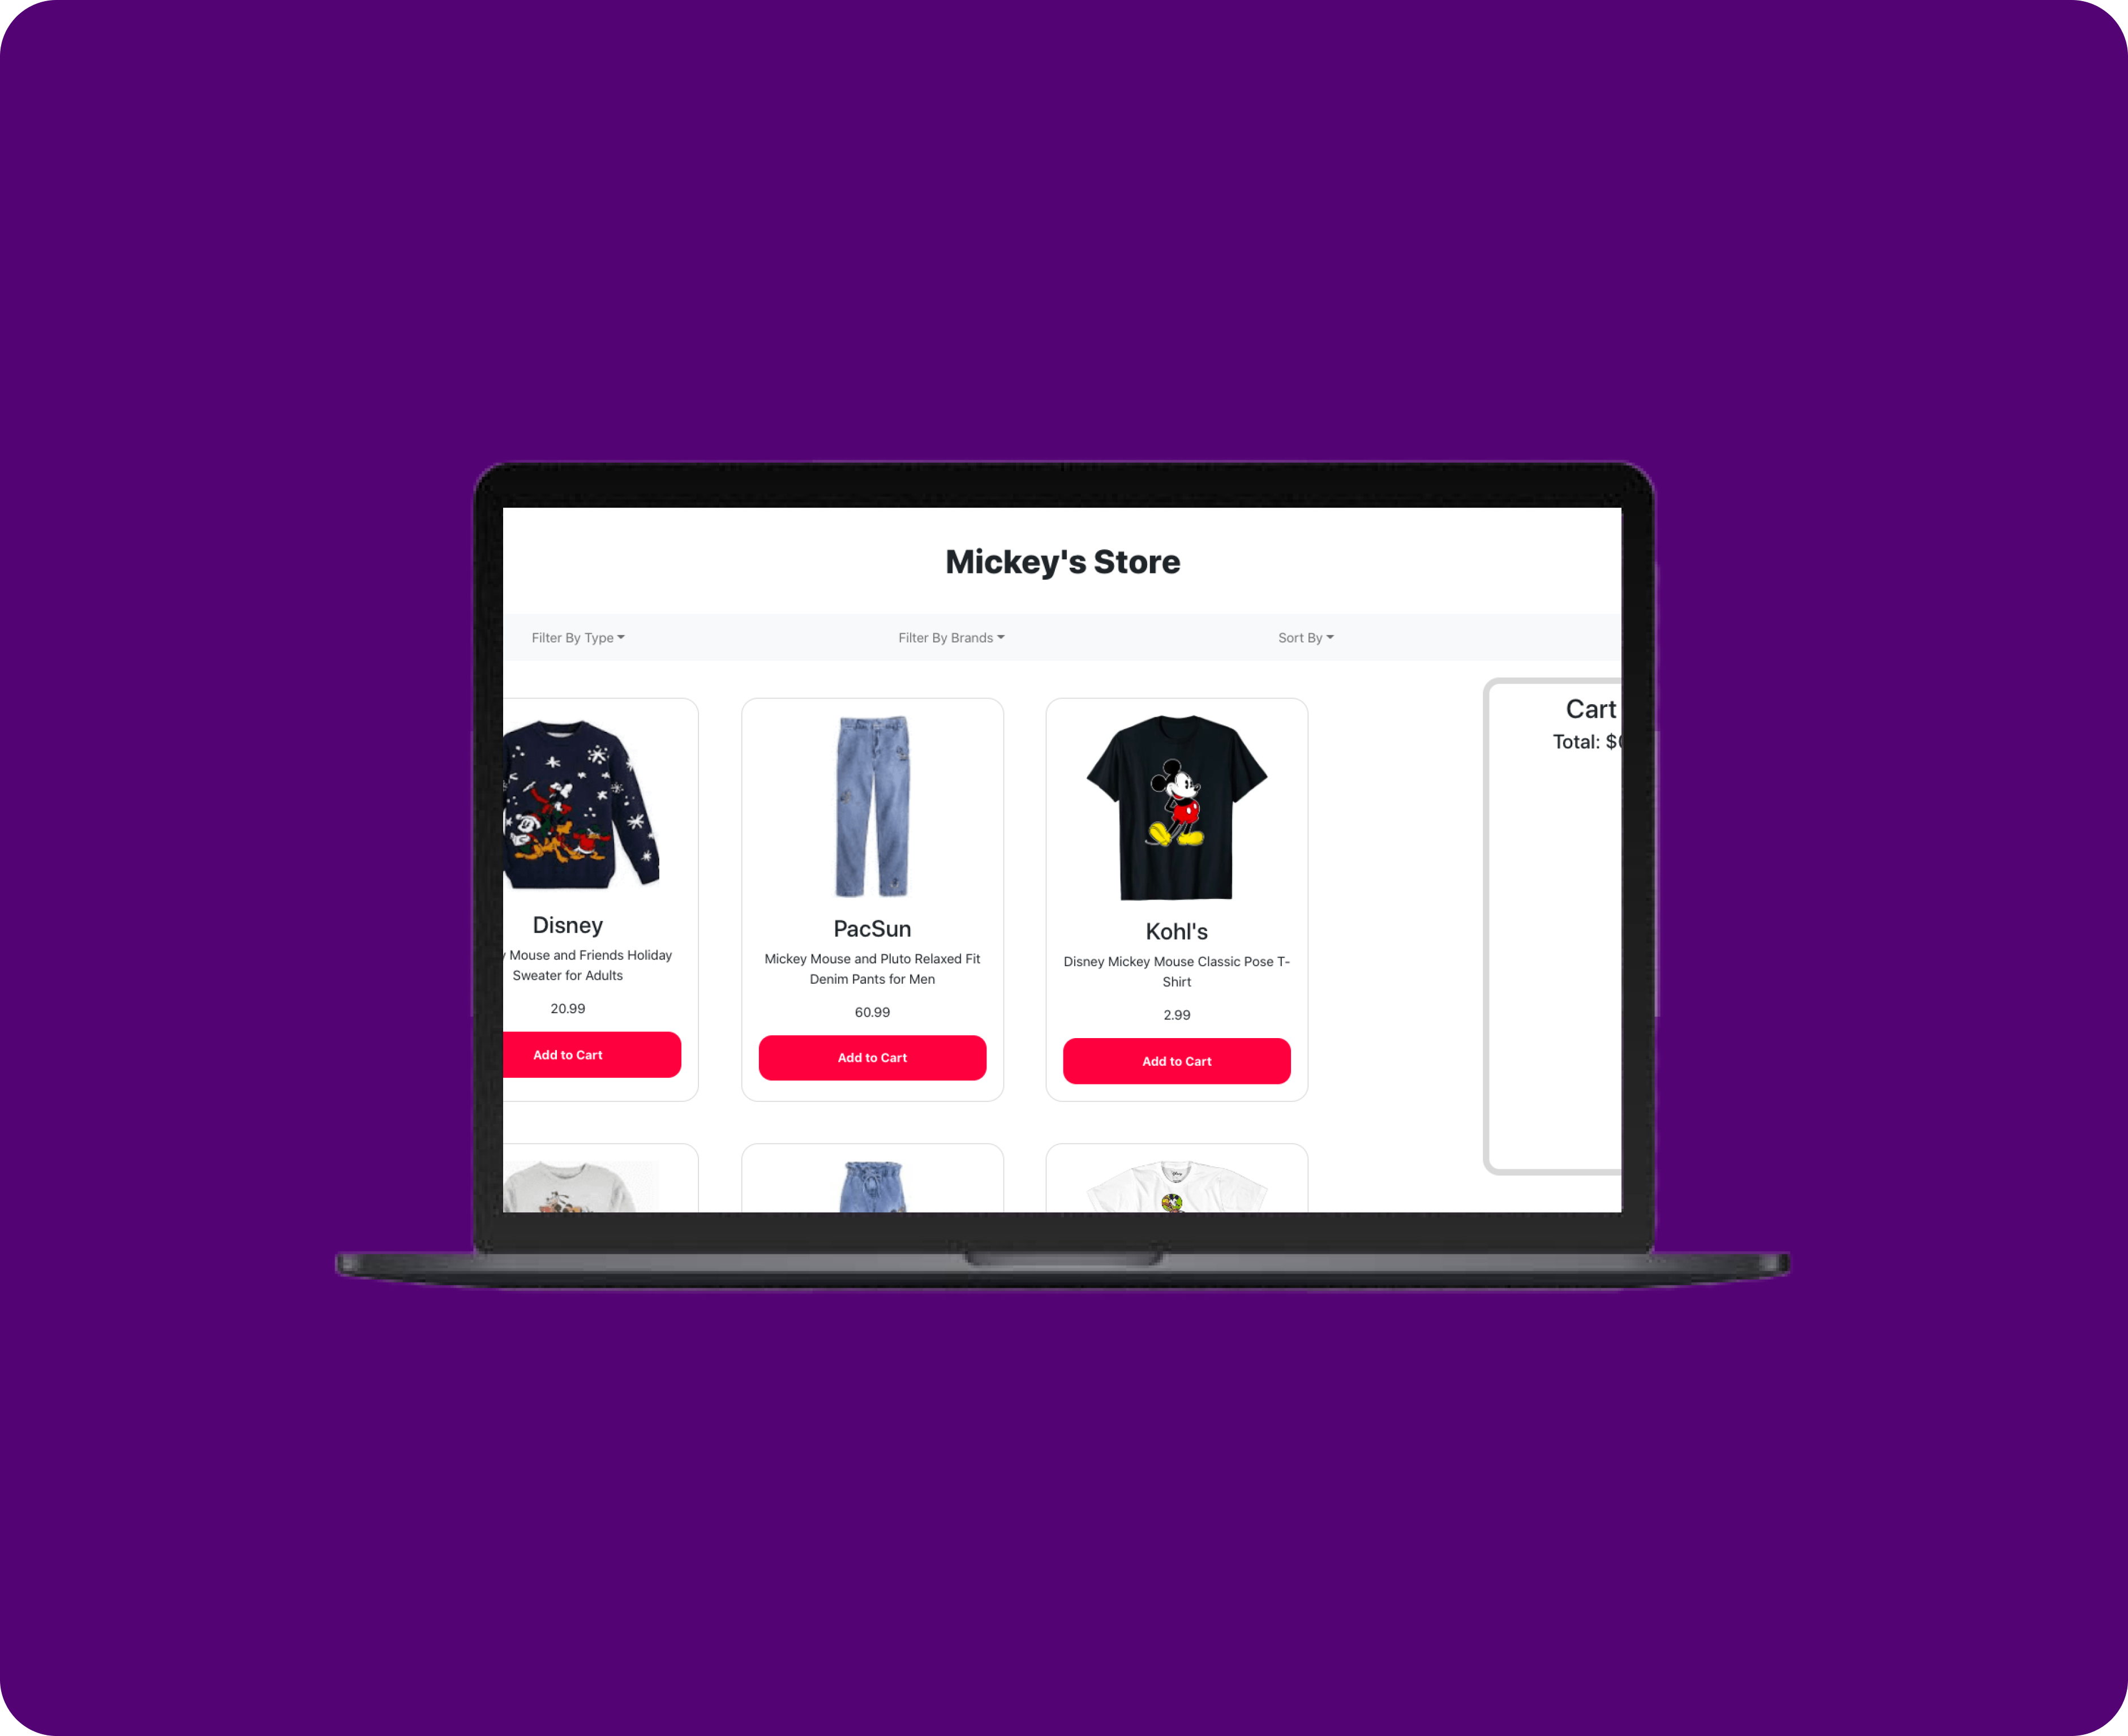 Mickey's Store
Filter By Type
Filter By Brands
Sort By
Cart
Total: $
Disney
Mouse and Friends Holiday
Sweater for Adults
20.99
Add to Cart
PacSun
Mickey Mouse and Pluto Relaxed Fit
Denim Pants for Men
60.99
Add to Cart
Kohl's
Disney Mickey Mouse Classic Pose T-
Shirt
2.99
Add to Cart